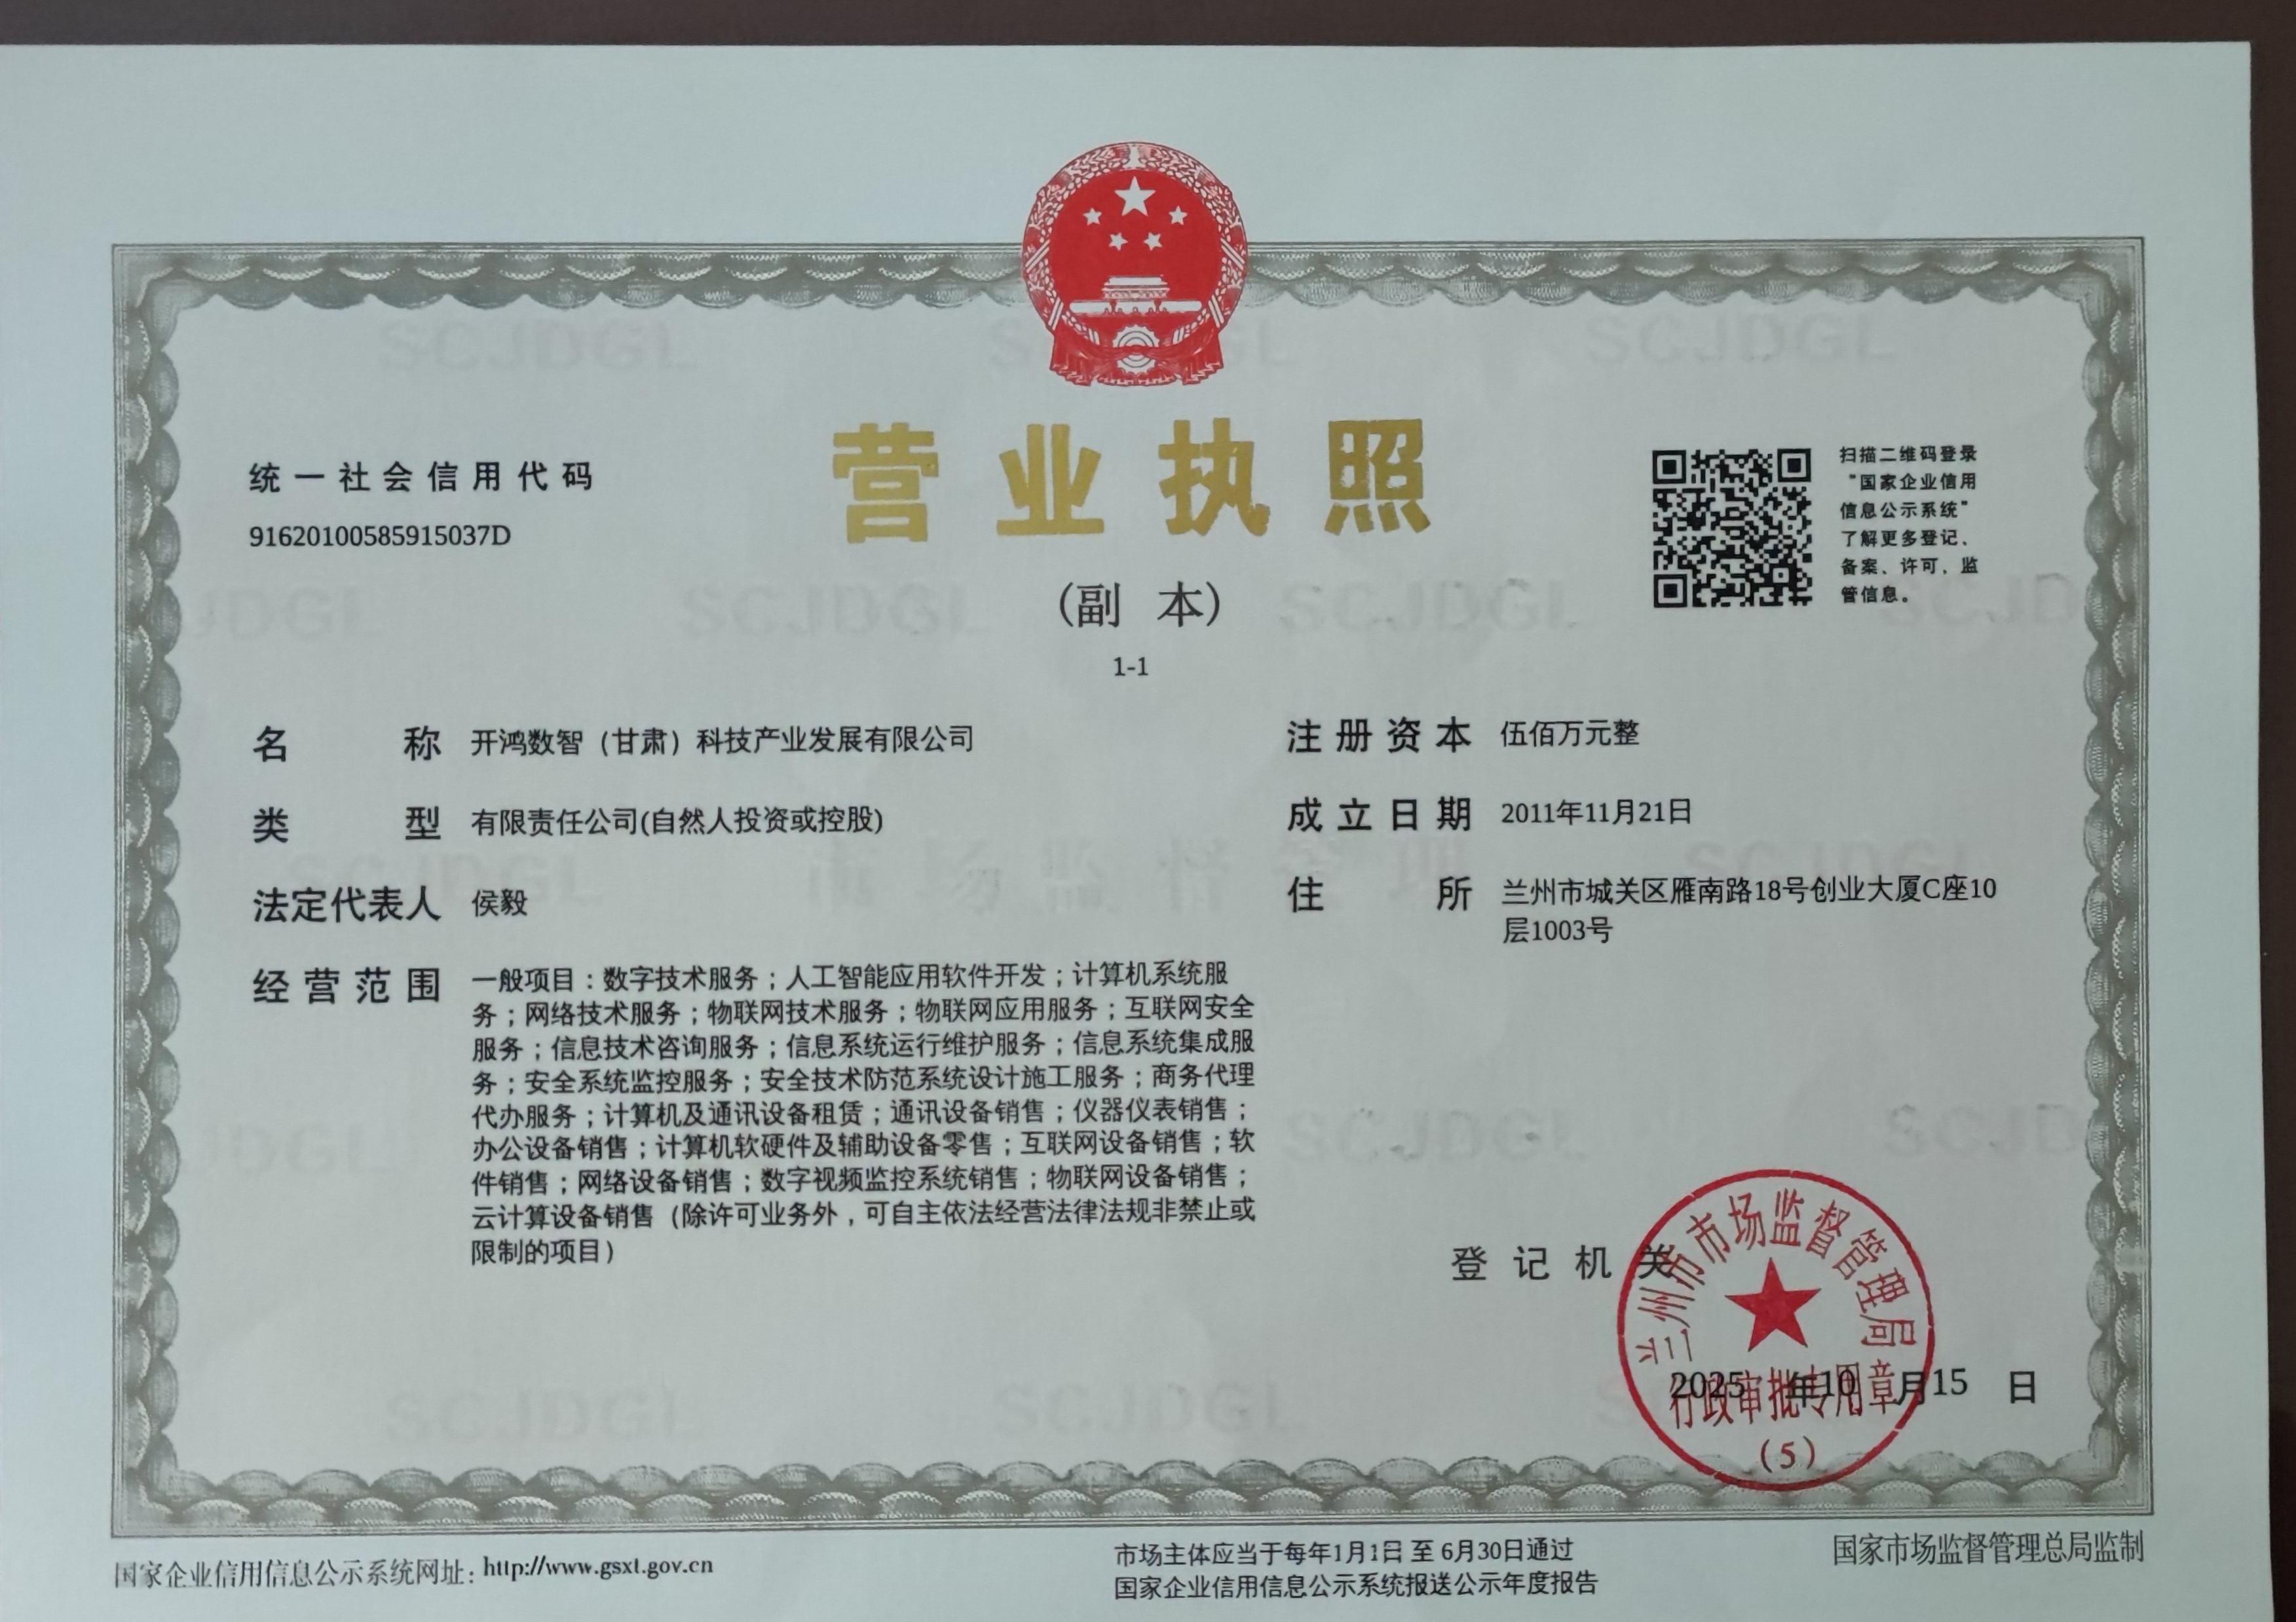 营业执照
(副 本)
1-1
统一社会信用代码
91620100585915037D
扫描二维码登录
“国家企业信用
信息公示系统”
了解更多登记、
备案、许可、监
管信息。
名 称 开鸿数智（甘肃）科技产业发展有限公司
类 型 有限责任公司(自然人投资或控股)
法定代表人 侯毅
经营范围 一般项目：数字技术服务；人工智能应用软件开发；计算机系统服
务；网络技术服务；物联网技术服务；物联网应用服务；互联网安全
服务；信息技术咨询服务；信息系统运行维护服务；信息系统集成服
务；安全系统监控服务；安全技术防范系统设计施工服务；商务代理
代办服务；计算机及通讯设备租赁；通讯设备销售；仪器仪表销售；
办公设备销售；计算机软硬件及辅助设备零售；互联网设备销售；软
件销售；网络设备销售；数字视频监控系统销售；物联网设备销售；
云计算设备销售（除许可业务外，可自主依法经营法律法规非禁止或
限制的项目）
注册资本 伍佰万元整
成立日期 2011年11月21日
住 所 兰州市城关区雁南路18号创业大厦C座10
层1003号
登记机关
兰州市市场监督管理局
行政审批专用章
（5）
2025 年10 月15 日
国家企业信用信息公示系统网址：http://www.gsxt.gov.cn
市场主体应当于每年1月1日 至 6月30日通过
国家企业信用信息公示系统报送公示年度报告
国家市场监督管理总局监制
SCJDGL
市场监督管理